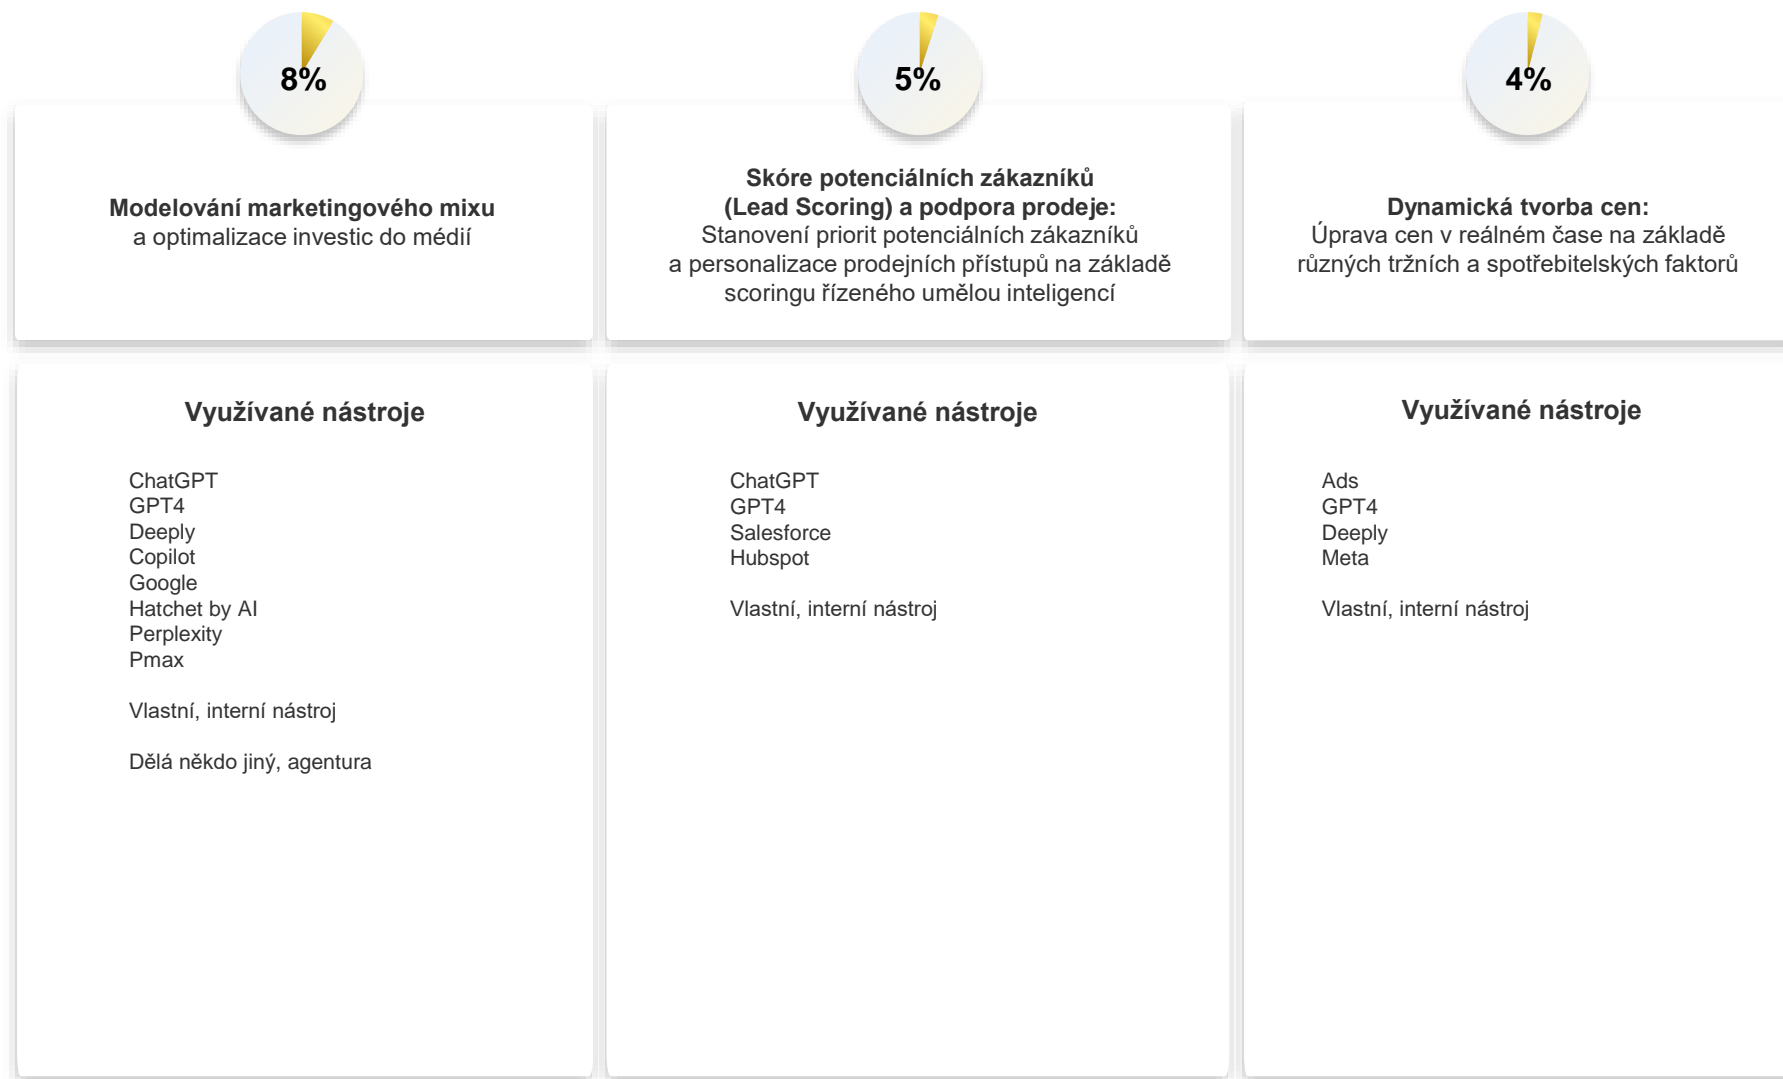 8%
Modelování marketingového mixu
a optimalizace investic do médií
Využívané nástroje
ChatGPT
GPT4
Deeply
Copilot
Google
Hatchet by AI
Perplexity
Pmax
Vlastní, interní nástroj
Dělá někdo jiný, agentura
5%
Skóre potenciálních zákazníků
(Lead Scoring) a podpora prodeje:
Stanovení priorit potenciálních zákazníků
a personalizace prodejních přístupů na základě
scoringu řízeného umělou inteligencí
Využívané nástroje
ChatGPT
GPT4
Salesforce
Hubspot
Vlastní, interní nástroj
4%
Dynamická tvorba cen:
Úprava cen v reálném čase na základě
různých tržních a spotřebitelských faktorů
Využívané nástroje
Ads
GPT4
Deeply
Meta
Vlastní, interní nástroj